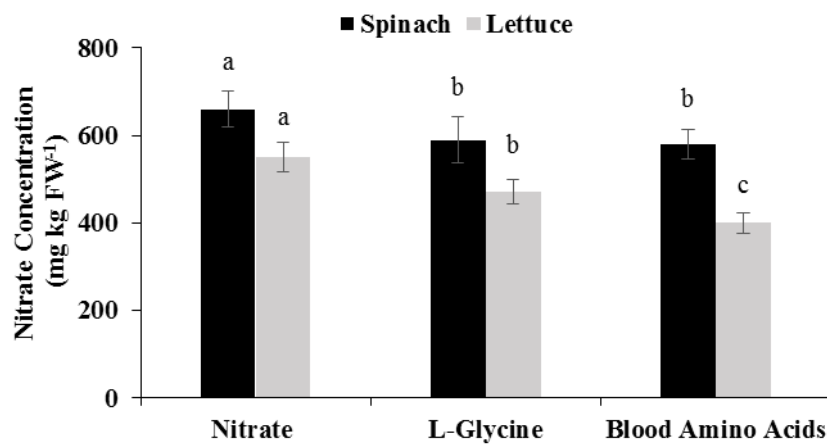 Spinach Lettuce
Nitrate Concentration
(mg kg FW-1)
800
600
400
200
0
a
a
b
b
b
c
Nitrate L-Glycine Blood Amino Acids